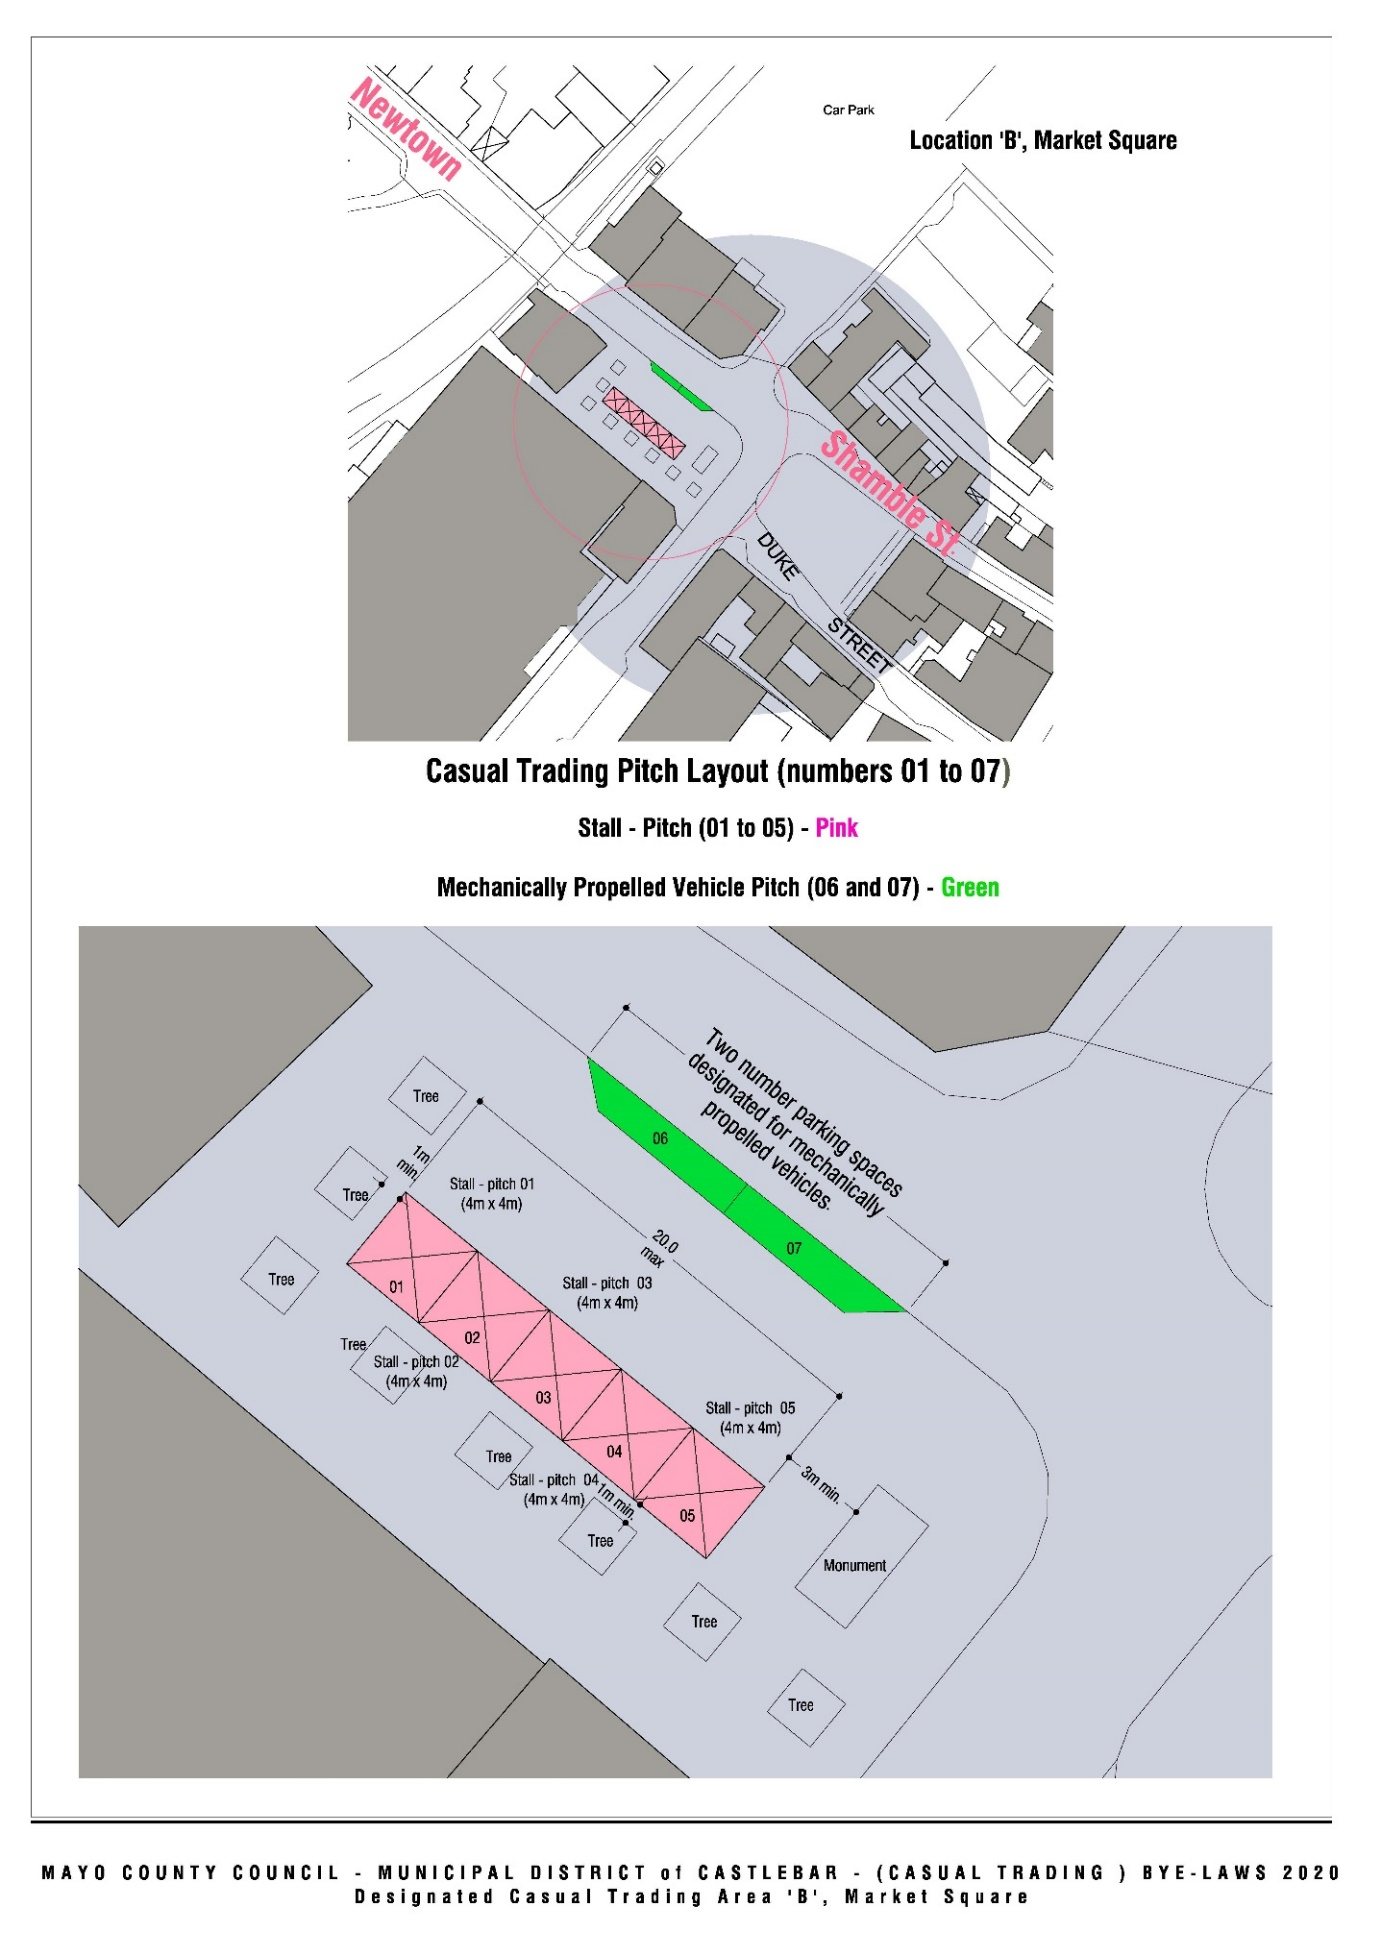 Newtown
Car Park
Location 'B', Market Square
Shamble St.
DUKE
STREET
Casual Trading Pitch Layout (numbers 01 to 07)
Stall - Pitch (01 to 05) - Pink
Mechanically Propelled Vehicle Pitch (06 and 07) - Green
Two number parking spaces
designated for mechanically
propelled vehicles.
06
07
Tree
1m
min.
Tree
Stall - pitch 01
(4m x 4m)
20.0
max
Tree
01
Stall - pitch 03
(4m x 4m)
Tree
Stall - pitch 02
(4m x 4m)
02
03
Stall - pitch 05
(4m x 4m)
Tree
04
Stall - pitch 04
(4m x 4m)
1m min.
3m min.
05
Tree
Monument
Tree
Tree
MAYO COUNTY COUNCIL - MUNICIPAL DISTRICT of CASTLEBAR - (CASUAL TRADING ) BYE-LAWS 2020
Designated Casual Trading Area 'B', Market Square